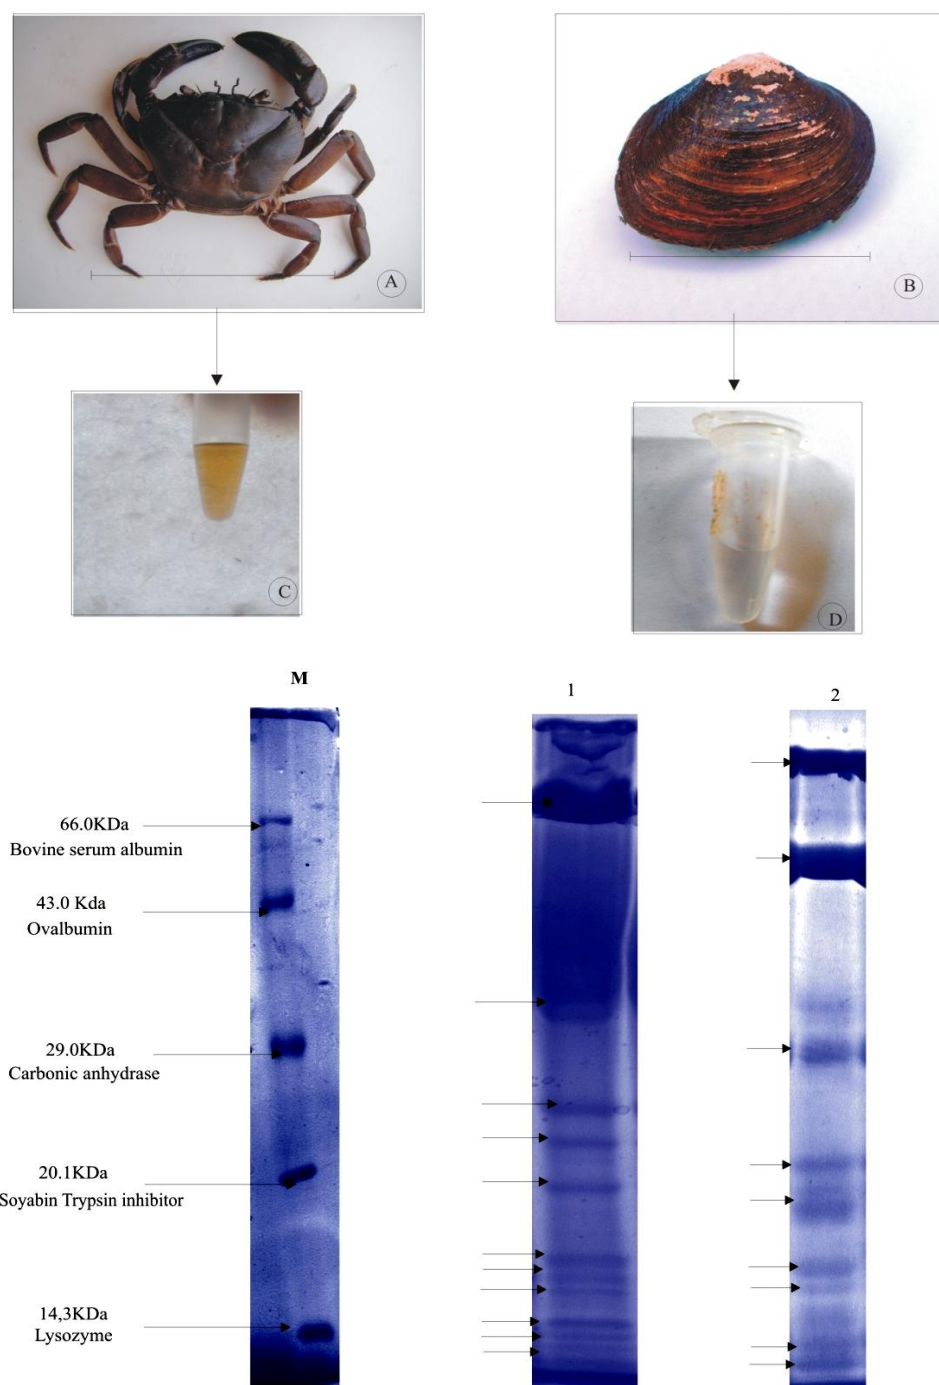 A
B
C
D
M
1
2
66.0KDa
Bovine serum albumin
43.0 Kda
Ovalbumin
29.0KDa
Carbonic anhydrase
20.1KDa
Soyabin Trypsin inhibitor
14,3KDa
Lysozyme